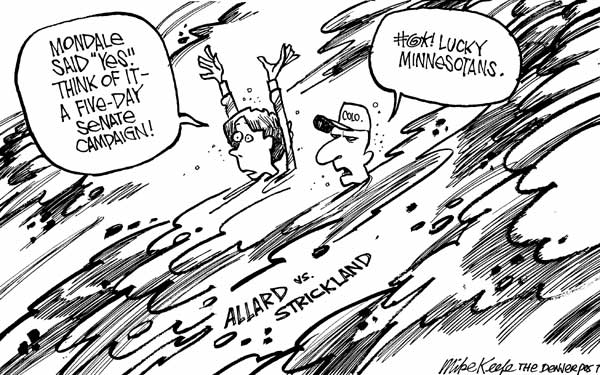 MONDALE
SAID "YES".
THINK OF IT-
A FIVE-DAY
SENATE
CAMPAIGN!
#@*! LUCKY
MINNESOTANS.
COLO.
ALLARD vs.
STRICKLAND
Mike Keefe THE DENVER POST